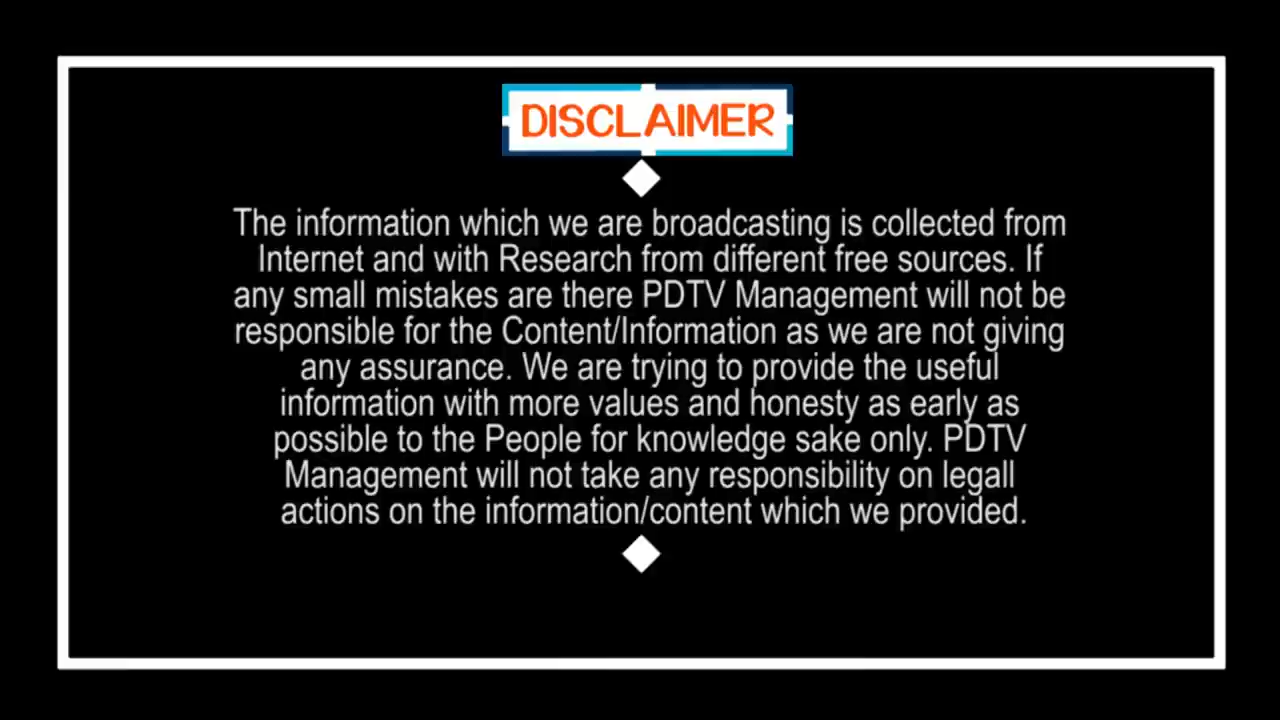 DISCLAIMER
The information which we are broadcasting is collected from
Internet and with Research from different free sources. If
any small mistakes are there PDTV Management will not be
responsible for the Content/Information as we are not giving
any assurance. We are trying to provide the useful
information with more values and honesty as early as
possible to the People for knowledge sake only. PDTV
Management will not take any responsibility on legall
actions on the information/content which we provided.